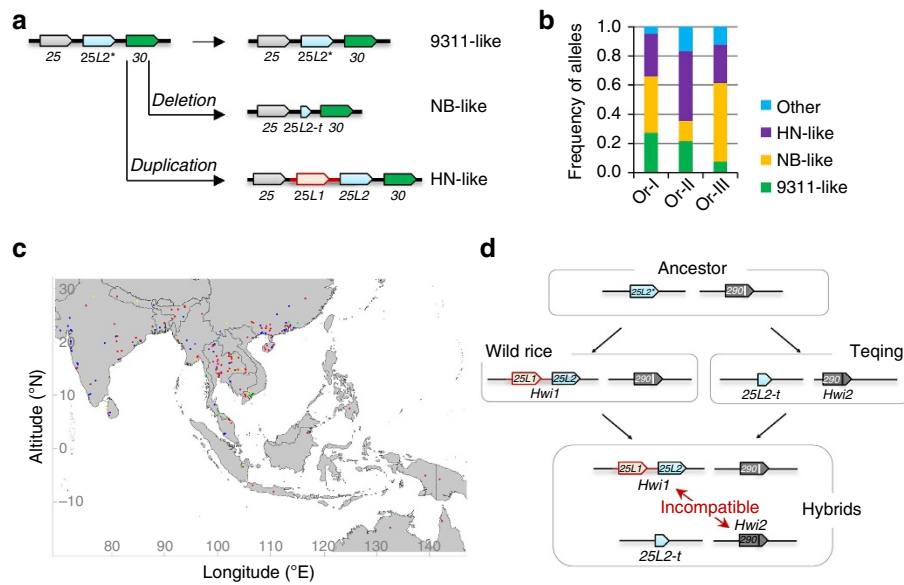 a
25 25L2* 30
25 25L2* 30
9311-like
Deletion
25 25L2-t 30
NB-like
Duplication
25 25L1 25L2 30
HN-like
b
Frequency of alleles
1.0
0.8
0.6
0.4
0.2
0.0
Or-I Or-II Or-III
Other
HN-like
NB-like
9311-like
c
Altitude (°N)
30
20
10
0
−10
80 90 100 110 120 130 140
Longitude (°E)
d
Ancestor
25L2* 290
Wild rice
25L1 25L2 290
Hwi1
Teqing
290
25L2-t Hwi2
25L1 25L2 290
Hwi1
Incompatible
Hwi2
Hybrids
290
25L2-t